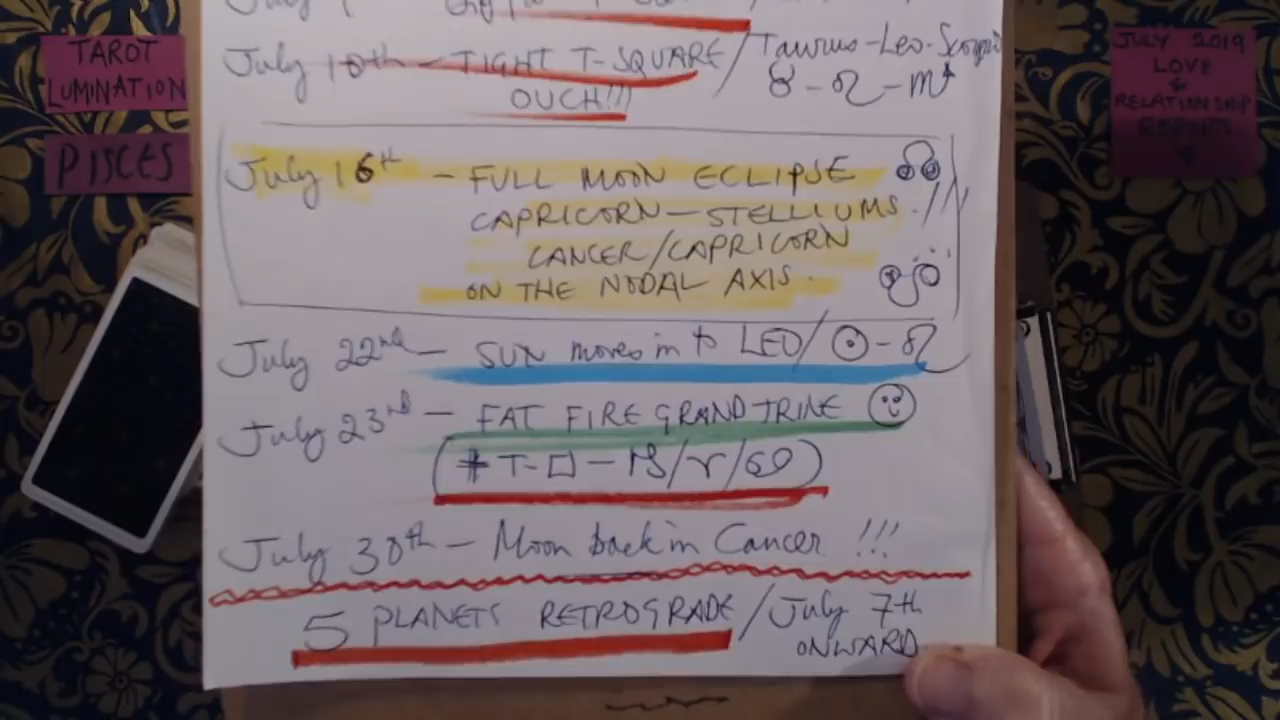 TAROT
LUMINATION
PISCES
JULY 2019
LOVE
&
RELATIONSHIP
July
July 10th - TIGHT T-SQUARE / Taurus-Leo-Scorpio
♉ - ♌ - ♏
OUCH!!!
July 16th - FULL MOON ECLIPSE ☊
CAPRICORN - STELLIUMS. !!!
CANCER/CAPRICORN
ON THE NODAL AXIS. ☋
July 22nd - SUN moves in to LEO / ☉ - ♌
July 23rd - FAT FIRE GRAND TRINE
(* T-□ - ♑/♈/♋)
July 30th - Moon back in Cancer !!!
5 PLANETS RETROGRADE / July 7th
ONWARD